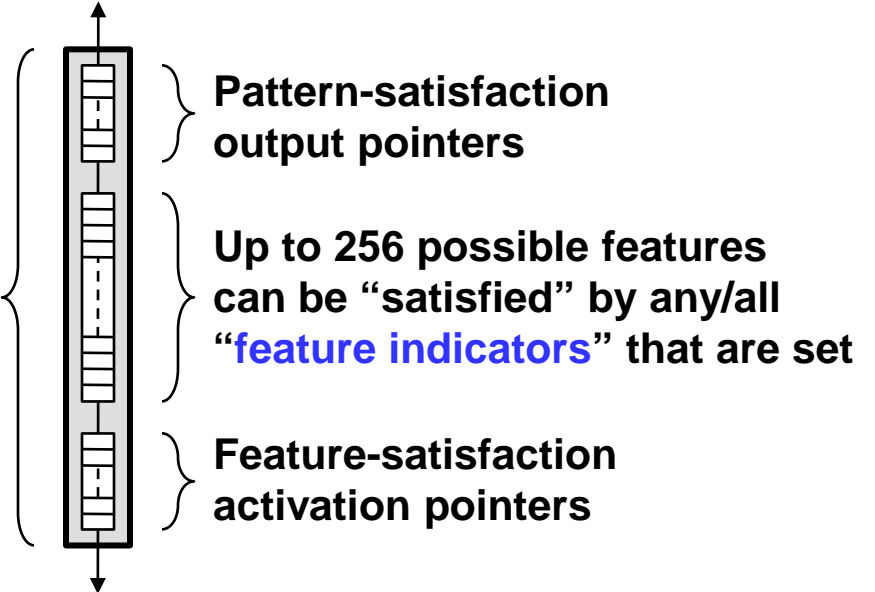 Pattern-satisfaction
output pointers
Up to 256 possible features
can be “satisfied” by any/all
“feature indicators” that are set
Feature-satisfaction
activation pointers